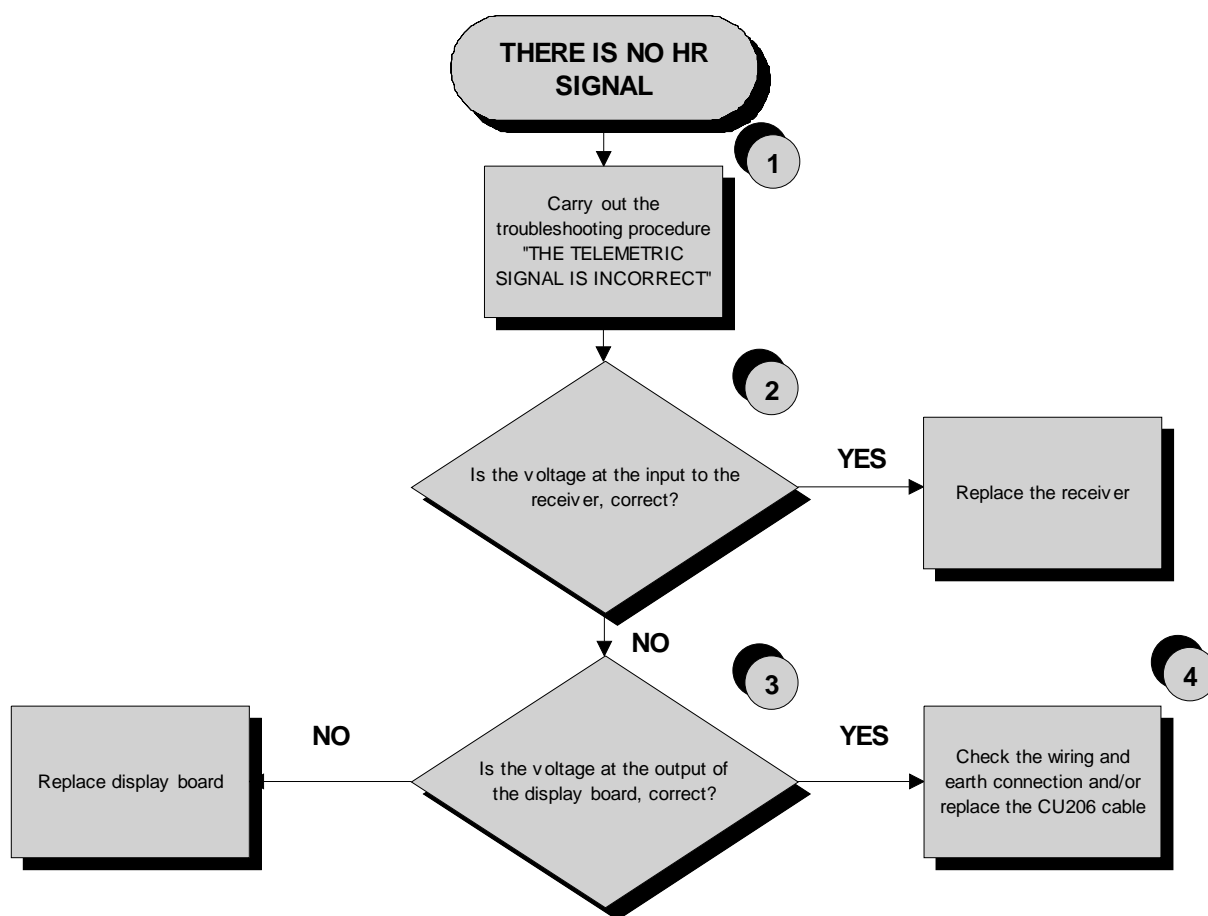 THERE IS NO HR
SIGNAL
1
Carry out the
troubleshooting procedure
"THE TELEMETRIC
SIGNAL IS INCORRECT"
2
Is the voltage at the input to the
receiver, correct?
YES
Replace the receiver
NO
3
4
Replace display board
NO
Is the voltage at the output of
the display board, correct?
YES
Check the wiring and
earth connection and/or
replace the CU206 cable